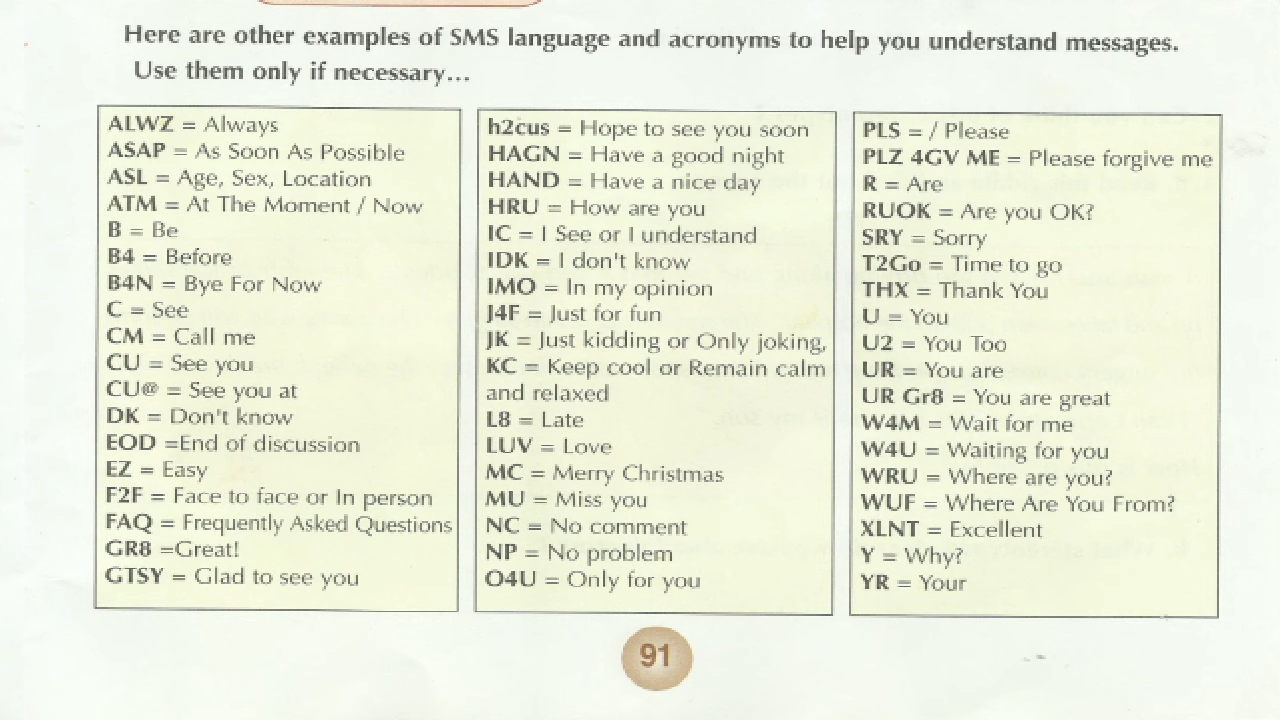 Here are other examples of SMS language and acronyms to help you understand messages.
Use them only if necessary...
ALWZ = Always
ASAP = As Soon As Possible
ASL = Age, Sex, Location
ATM = At The Moment / Now
B = Be
B4 = Before
B4N = Bye For Now
C = See
CM = Call me
CU = See you
CU@ = See you at
DK = Don't know
EOD =End of discussion
EZ = Easy
F2F = Face to face or In person
FAQ = Frequently Asked Questions
GR8 =Great!
GTSY = Glad to see you
h2cus = Hope to see you soon
HAGN = Have a good night
HAND = Have a nice day
HRU = How are you
IC = I See or I understand
IDK = I don't know
IMO = In my opinion
J4F = Just for fun
JK = Just kidding or Only joking,
KC = Keep cool or Remain calm
and relaxed
L8 = Late
LUV = Love
MC = Merry Christmas
MU = Miss you
NC = No comment
NP = No problem
O4U = Only for you
PLS = / Please
PLZ 4GV ME = Please forgive me
R = Are
RUOK = Are you OK?
SRY = Sorry
T2Go = Time to go
THX = Thank You
U = You
U2 = You Too
UR = You are
UR Gr8 = You are great
W4M = Wait for me
W4U = Waiting for you
WRU = Where are you?
WUF = Where Are You From?
XLNT = Excellent
Y = Why?
YR = Your
91